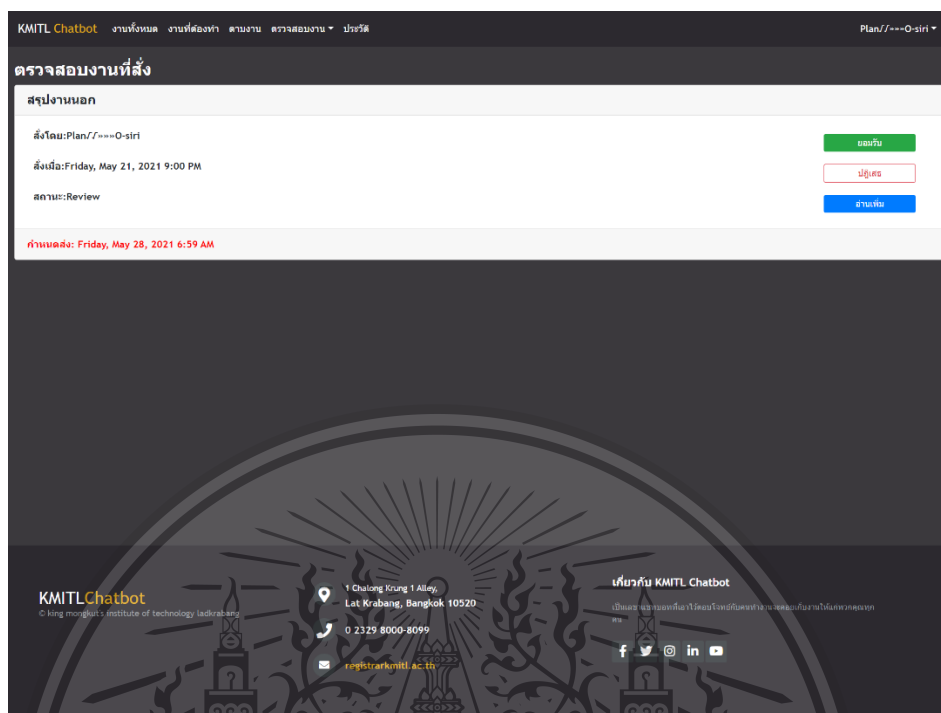 KMITL Chatbot งานทั้งหมด งานที่ต้องทำ ตามงาน ตรวจสอบงาน ประวัติ Plan//===O-siri
ตรวจสอบงานที่สั่ง
สรุปงานนอก
สั่งโดย:Plan//===O-siri
ยอมรับ
สั่งเมื่อ:Friday, May 21, 2021 9:00 PM
ปฏิเสธ
สถานะ:Review
อ่านเพิ่ม
กำหนดส่ง: Friday, May 28, 2021 6:59 AM
KMITLChatbot
© king mongkut's institute of technology ladkrabang
1 Chalong Krung 1 Alley,
Lat Krabang, Bangkok 10520
0 2329 8000-8099
registrarkmitl.ac.th
เกี่ยวกับ KMITL Chatbot